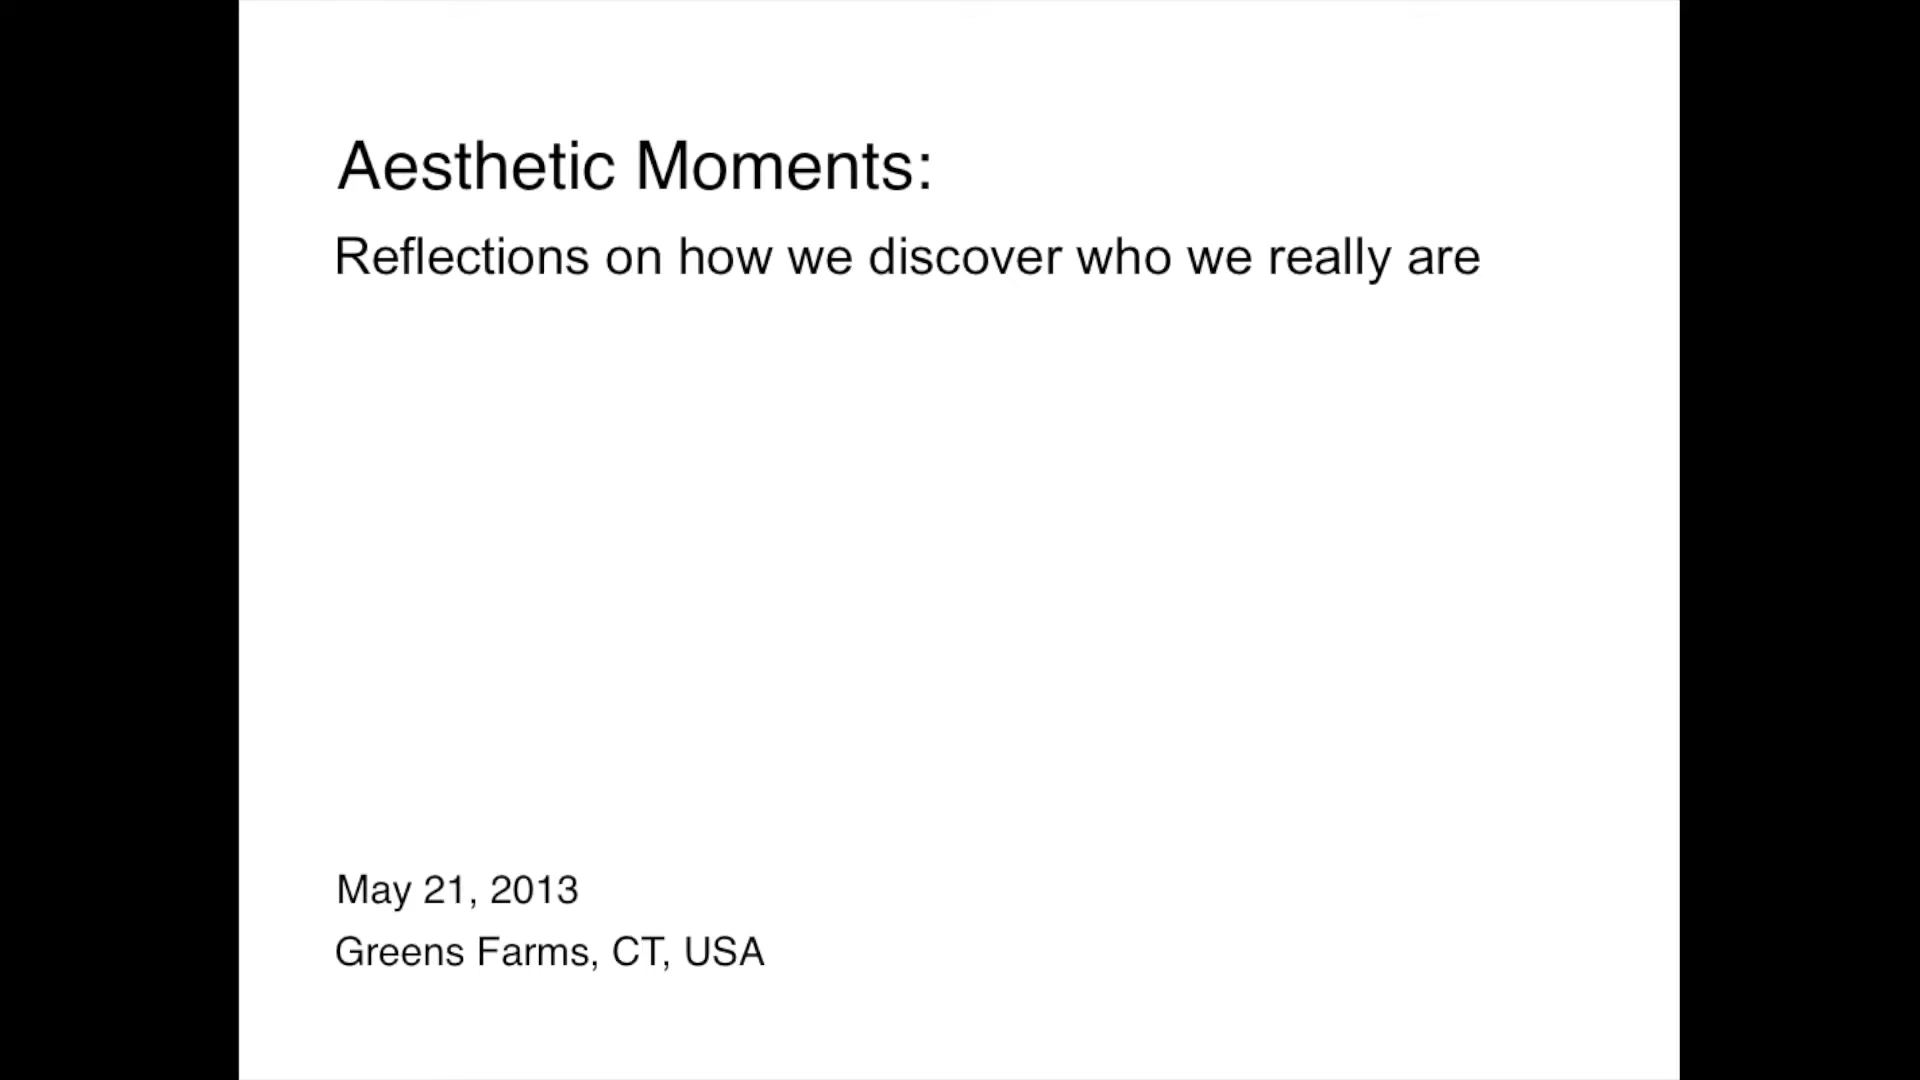 Aesthetic Moments:
Reflections on how we discover who we really are
May 21, 2013
Greens Farms, CT, USA